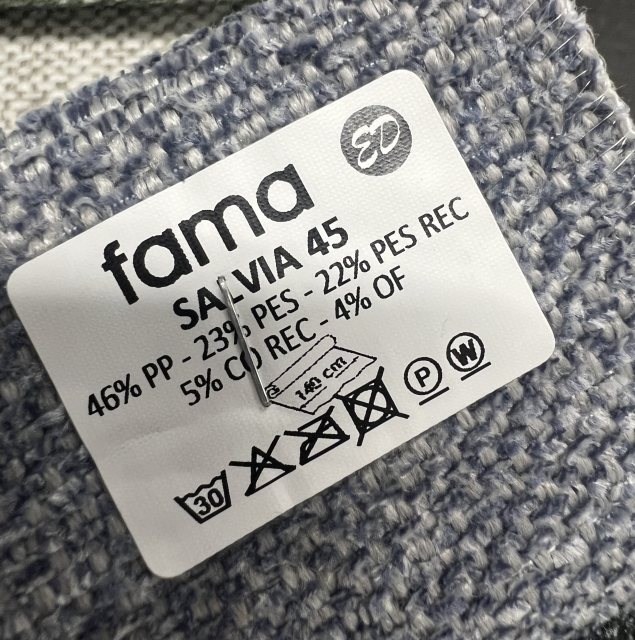 ED
fama
SALVIA 45
46% PP - 23% PES - 22% PES REC
5% CO REC - 4% OF
140 cm
30
P
W